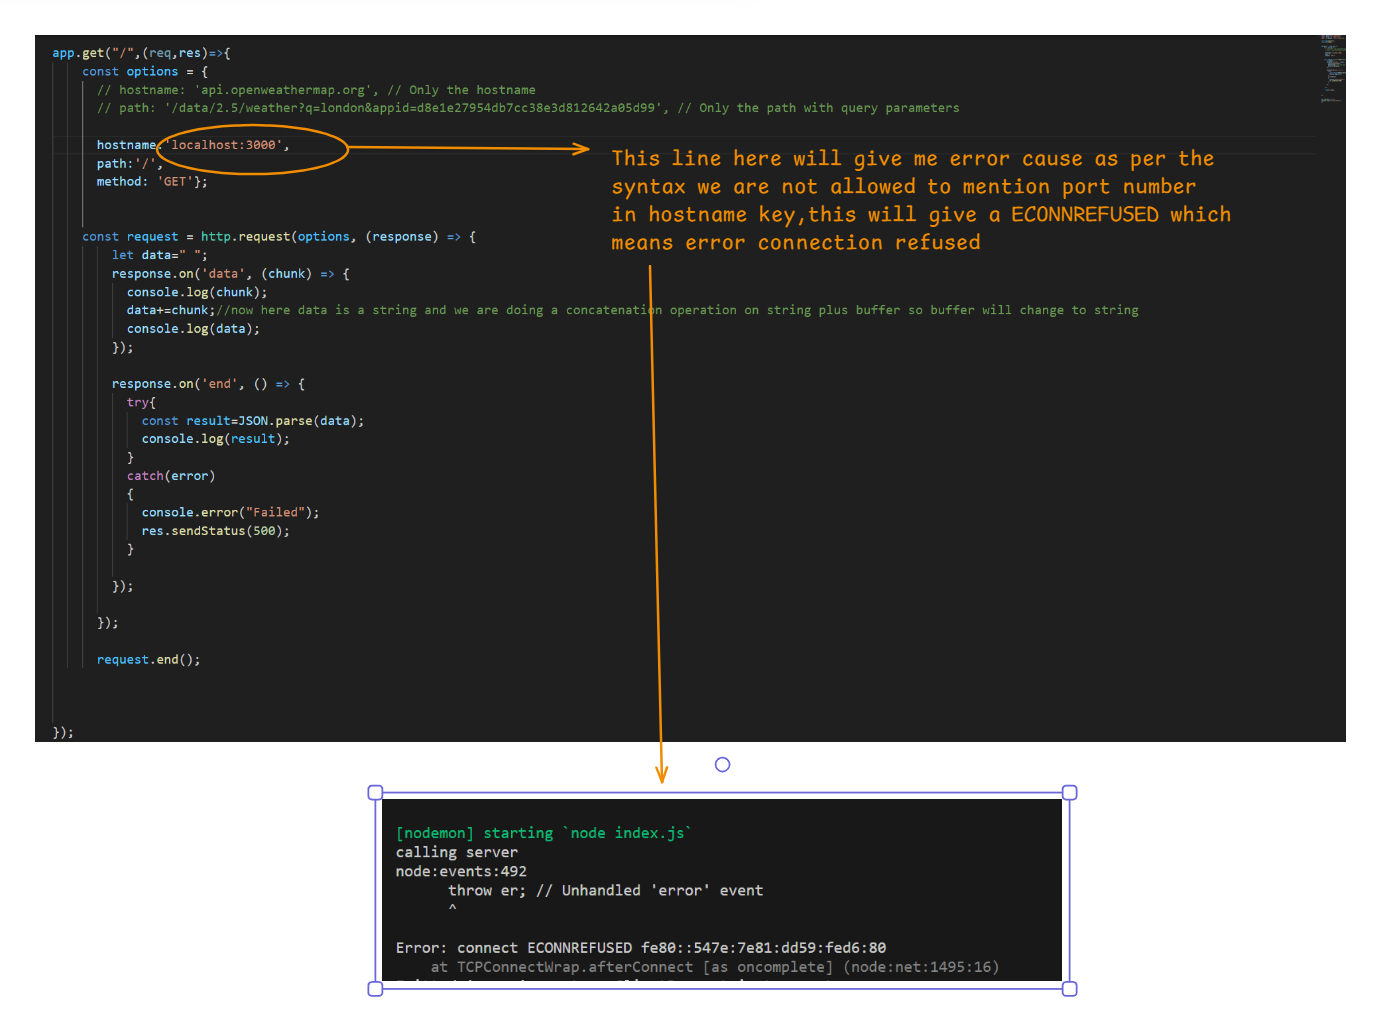 app.get("/",(req,res)=>{
const options = {
// hostname: 'api.openweathermap.org', // Only the hostname
// path: '/data/2.5/weather?q=london&appid=d8e1e27954db7cc38e3d812642a05d99', // Only the path with query parameters
hostname:'localhost:3000',
path:'/',
method: 'GET'};
This line here will give me error cause as per the
syntax we are not allowed to mention port number
in hostname key,this will give a ECONNREFUSED which
means error connection refused
const request = http.request(options, (response) => {
let data=" ";
response.on('data', (chunk) => {
console.log(chunk);
data+=chunk;//now here data is a string and we are doing a concatenation operation on string plus buffer so buffer will change to string
console.log(data);
});
response.on('end', () => {
try{
const result=JSON.parse(data);
console.log(result);
}
catch(error)
{
console.error("Failed");
res.sendStatus(500);
}
});
});
request.end();
});
[nodemon] starting `node index.js`
calling server
node:events:492
throw er; // Unhandled 'error' event
^
Error: connect ECONNREFUSED fe80::547e:7e81:dd59:fed6:80
at TCPConnectWrap.afterConnect [as oncomplete] (node:net:1495:16)